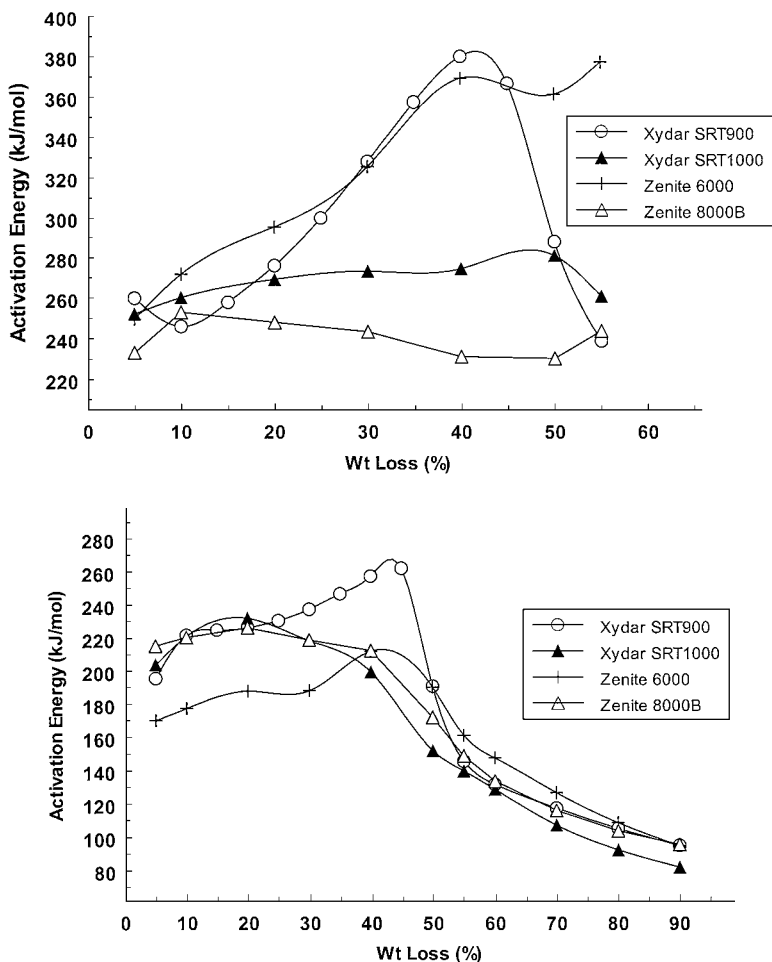 Activation Energy (kJ/mol)
400
380
360
340
320
300
280
260
240
220
0 10 20 30 40 50 60
Wt Loss (%)
Xydar SRT900
Xydar SRT1000
Zenite 6000
Zenite 8000B
Activation Energy (kJ/mol)
280
260
240
220
200
180
160
140
120
100
80
0 10 20 30 40 50 60 70 80 90
Wt Loss (%)
Xydar SRT900
Xydar SRT1000
Zenite 6000
Zenite 8000B